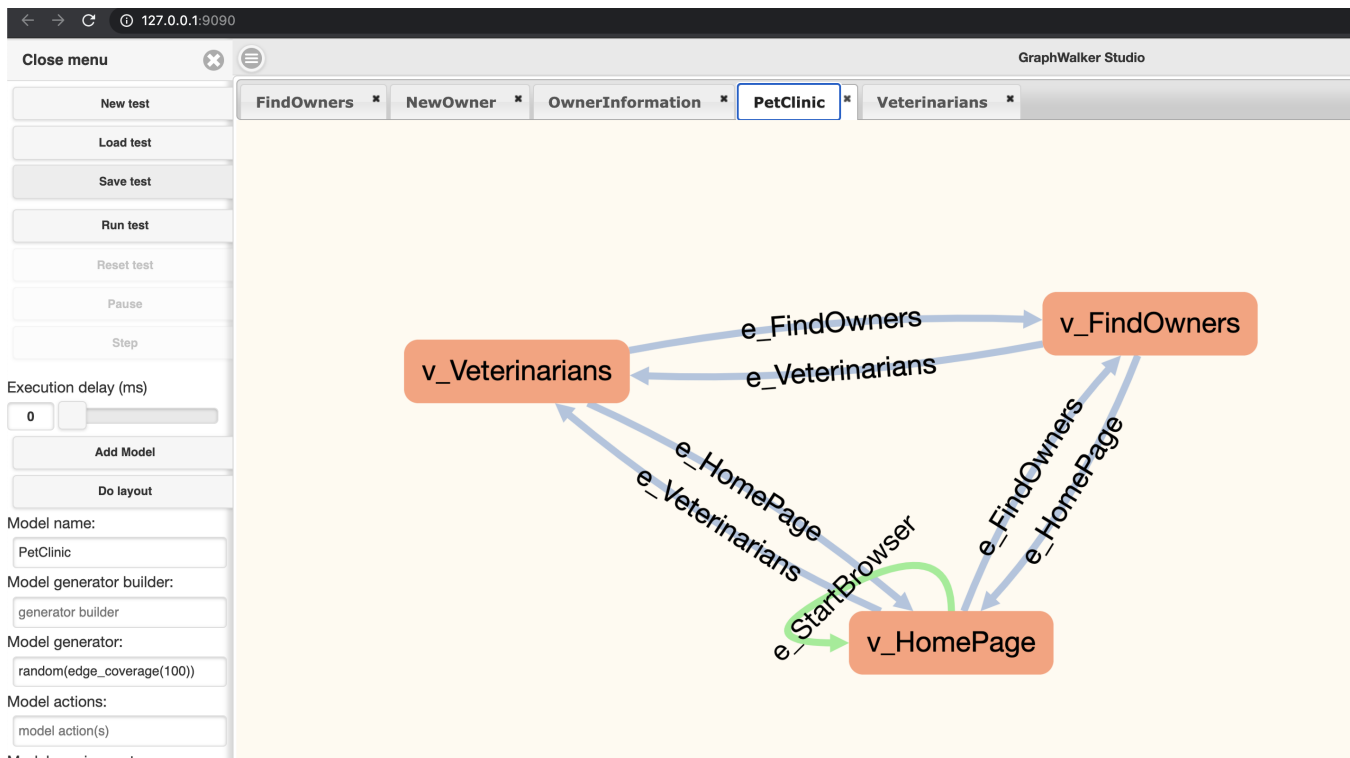 127.0.0.1:9090
Close menu
GraphWalker Studio
New test
Load test
Save test
Run test
Reset test
Pause
Step
Execution delay (ms)
0
Add Model
Do layout
Model name:
PetClinic
Model generator builder:
generator builder
Model generator:
random(edge_coverage(100))
Model actions:
model action(s)
FindOwners
NewOwner
OwnerInformation
PetClinic
Veterinarians
e_FindOwners
v_FindOwners
v_Veterinarians
e_Veterinarians
e_HomePage
e_Veterinarians
e_FindOwners
e_HomePage
e_StartBrowser
v_HomePage